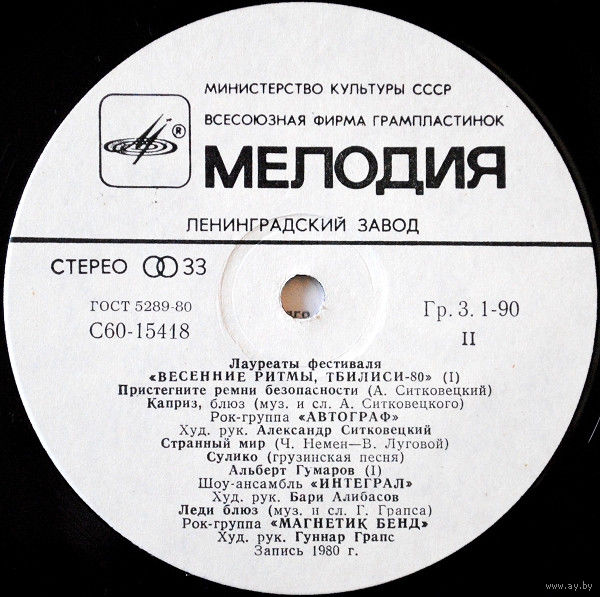 МИНИСТЕРСТВО КУЛЬТУРЫ СССР
ВСЕСОЮЗНАЯ ФИРМА ГРАМПЛАСТИНОК
®
МЕЛОДИЯ
ЛЕНИНГРАДСКИЙ ЗАВОД
СТЕРЕО 33
ГОСТ 5289-80
С60-15418
Гр. 3. 1-90
II
Лауреаты фестиваля
«ВЕСЕННИЕ РИТМЫ, ТБИЛИСИ-80» (I)
Пристегните ремни безопасности (А. Ситковецкий)
Каприз, блюз (муз. и сл. А. Ситковецкого)
Рок-группа «АВТОГРАФ»
Худ. рук. Александр Ситковецкий
Странный мир (Ч. Немен—В. Луговой)
Сулико (грузинская песня)
Альберт Гумаров (I)
Шоу-ансамбль «ИНТЕГРАЛ»
Худ. рук. Бари Алибасов
Леди блюз (муз. и сл. Г. Грапса)
Рок-группа «МАГНЕТИК БЕНД»
Худ. рук. Гуннар Грапс
Запись 1980 г.
www.ay.by